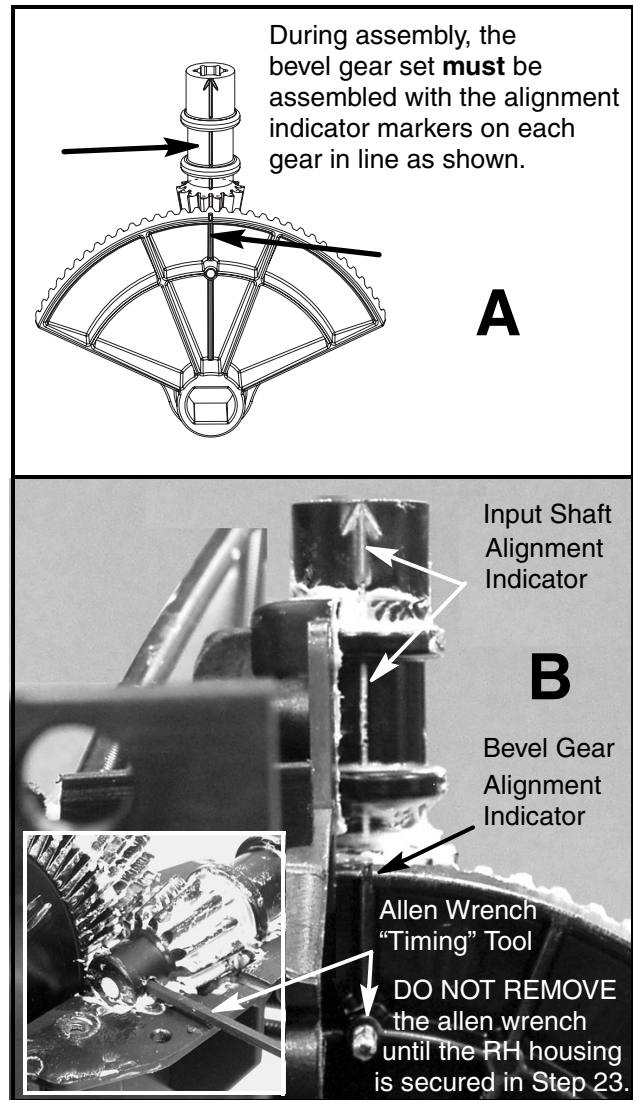 During assembly, the
bevel gear set must be
assembled with the alignment
indicator markers on each
gear in line as shown.
A
Input Shaft
Alignment
Indicator
B
Bevel Gear
Alignment
Indicator
Allen Wrench
“Timing” Tool
DO NOT REMOVE
the allen wrench
until the RH housing
is secured in Step 23.